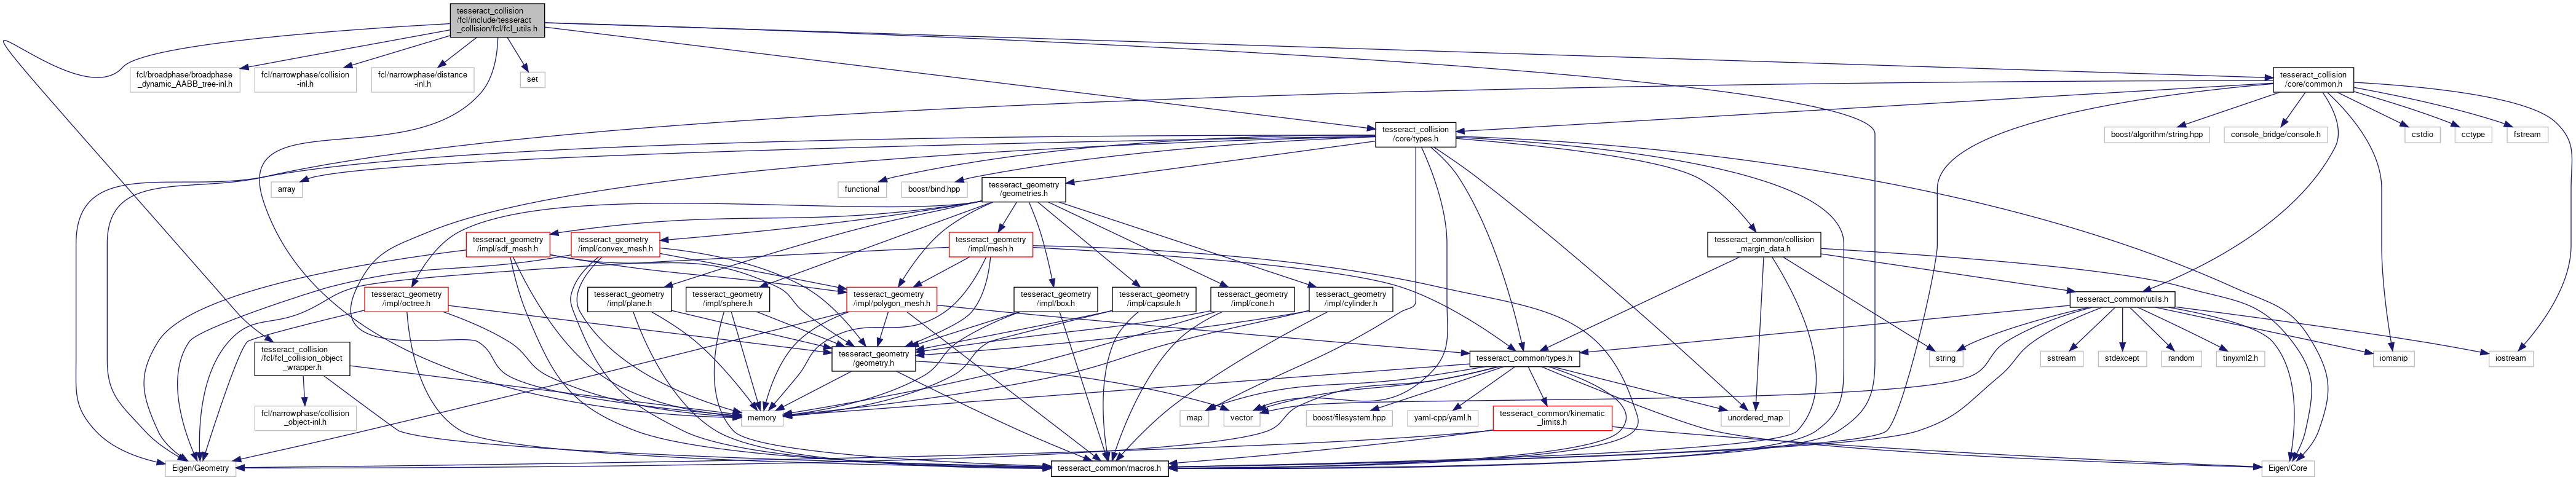 tesseract_collision
/fcl/include/tesseract
_collision/fcl/fcl_utils.h
fcl/broadphase/broadphase
_dynamic_AABB_tree-inl.h
fcl/narrowphase/collision
-inl.h
fcl/narrowphase/distance
-inl.h
set
tesseract_collision
/core/common.h
tesseract_collision
/core/types.h
boost/algorithm/string.hpp
console_bridge/console.h
cstdio
cctype
fstream
array
functional
boost/bind.hpp
tesseract_geometry
/geometries.h
tesseract_geometry
/impl/sdf_mesh.h
tesseract_geometry
/impl/convex_mesh.h
tesseract_geometry
/impl/mesh.h
tesseract_common/collision
_margin_data.h
tesseract_geometry
/impl/octree.h
tesseract_geometry
/impl/plane.h
tesseract_geometry
/impl/sphere.h
tesseract_geometry
/impl/polygon_mesh.h
tesseract_geometry
/impl/box.h
tesseract_geometry
/impl/capsule.h
tesseract_geometry
/impl/cone.h
tesseract_geometry
/impl/cylinder.h
tesseract_common/utils.h
tesseract_collision
/fcl/fcl_collision_object
_wrapper.h
tesseract_geometry
/geometry.h
tesseract_common/types.h
string
sstream
stdexcept
random
tinyxml2.h
iomanip
iostream
fcl/narrowphase/collision
_object-inl.h
memory
map
vector
boost/filesystem.hpp
yaml-cpp/yaml.h
tesseract_common/kinematic
_limits.h
unordered_map
Eigen/Geometry
tesseract_common/macros.h
Eigen/Core